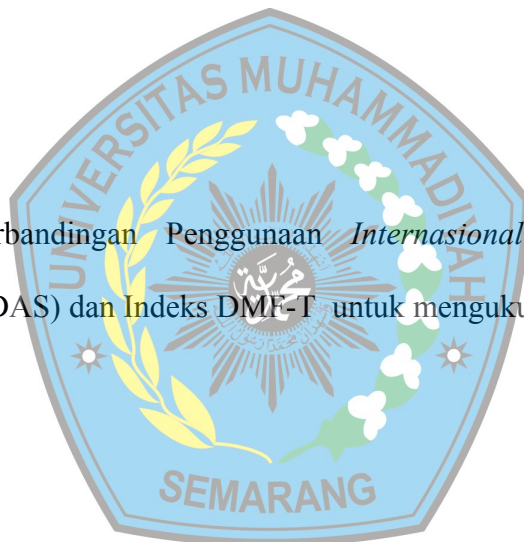 UNIVERSITAS MUHAMMADIYAH
rbandingan Penggunaan Internasional
DAS) dan Indeks DMF-T untuk menguku
SEMARANG